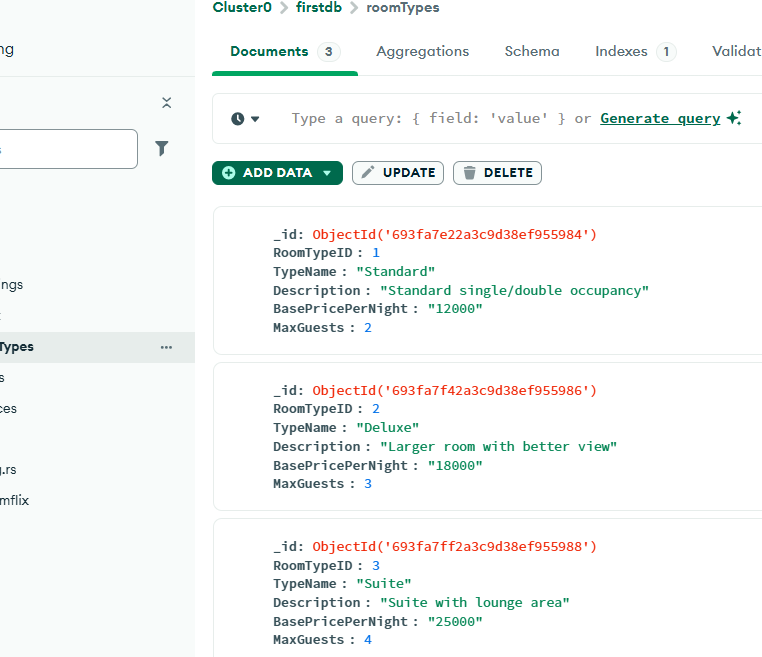 Cluster0 > firstdb > roomTypes
ng
Documents 3 Aggregations Schema Indexes 1 Validat
s
Type a query: { field: 'value' } or Generate query
ADD DATA UPDATE DELETE
_id: ObjectId('693fa7e22a3c9d38ef955984')
RoomTypeID : 1
TypeName : "Standard"
Description : "Standard single/double occupancy"
BasePricePerNight : "12000"
MaxGuests : 2
ings
Types ...
s
ces
g.rs
mflix
_id: ObjectId('693fa7f42a3c9d38ef955986')
RoomTypeID : 2
TypeName : "Deluxe"
Description : "Larger room with better view"
BasePricePerNight : "18000"
MaxGuests : 3
_id: ObjectId('693fa7ff2a3c9d38ef955988')
RoomTypeID : 3
TypeName : "Suite"
Description : "Suite with lounge area"
BasePricePerNight : "25000"
MaxGuests : 4